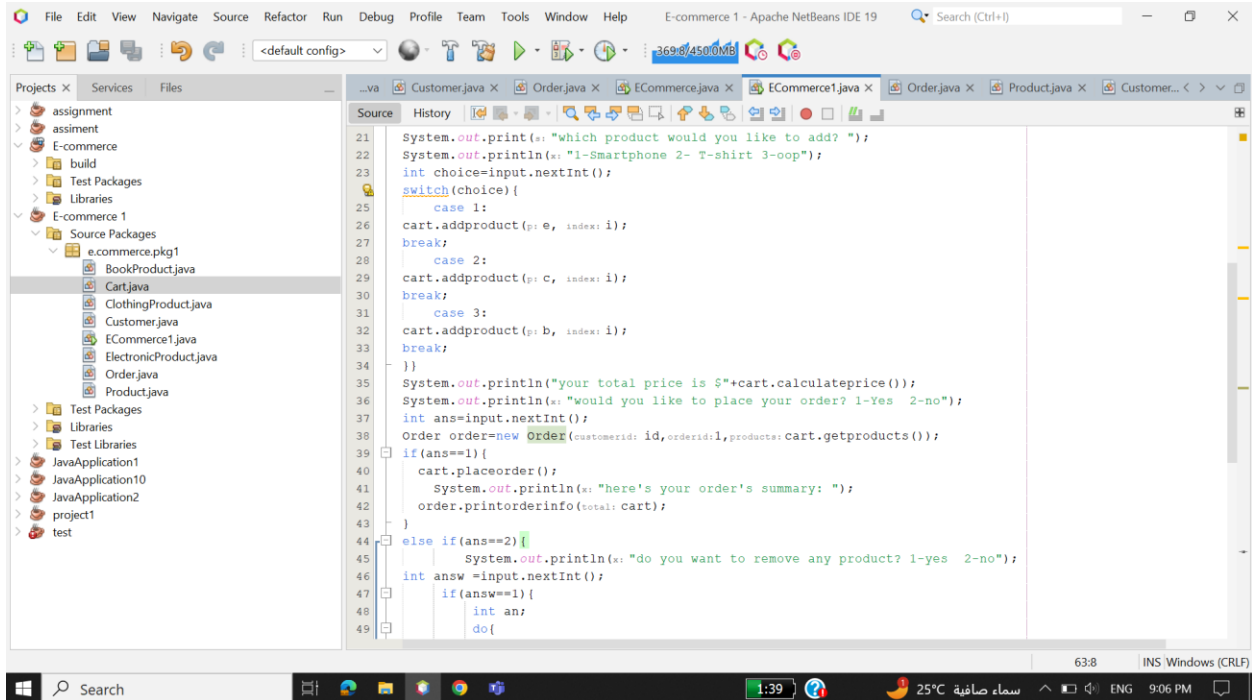 File Edit View Navigate Source Refactor Run Debug Profile Team Tools Window Help E-commerce 1 - Apache NetBeans IDE 19 Search (Ctrl+I)
<default config> 369.8/450.0MB
Projects Services Files
...va Customer.java Order.java ECommerce.java ECommerce1.java Order.java Product.java Customer...
Source History
assignment
assiment
E-commerce
build
Test Packages
Libraries
E-commerce 1
Source Packages
e.commerce.pkg1
BookProduct.java
Cart.java
ClothingProduct.java
Customer.java
ECommerce1.java
ElectronicProduct.java
Order.java
Product.java
Test Packages
Libraries
Test Libraries
JavaApplication1
JavaApplication10
JavaApplication2
project1
test
21 System.out.print(s: "which product would you like to add? ");
22 System.out.println(x: "1-Smartphone 2- T-shirt 3-oop");
23 int choice=input.nextInt();
switch(choice){
25 case 1:
26 cart.addproduct(p: e, index: i);
27 break;
28 case 2:
29 cart.addproduct(p: c, index: i);
30 break;
31 case 3:
32 cart.addproduct(p: b, index: i);
33 break;
34 }}
35 System.out.println("your total price is $"+cart.calculateprice());
36 System.out.println(x: "would you like to place your order? 1-Yes  2-no");
37 int ans=input.nextInt();
38 Order order=new Order(customerid: id,orderid:1,products: cart.getproducts());
39 if(ans==1){
40 cart.placeorder();
41 System.out.println(x: "here's your order's summary: ");
42 order.printorderinfo(total: cart);
43 }
44 else if(ans==2){
45 System.out.println(x: "do you want to remove any product? 1-yes  2-no");
46 int answ =input.nextInt();
47 if(answ==1){
48 int an;
49 do{
63:8 INS Windows (CRLF)
Search 1:39 25°C سماء صافية ENG 9:06 PM